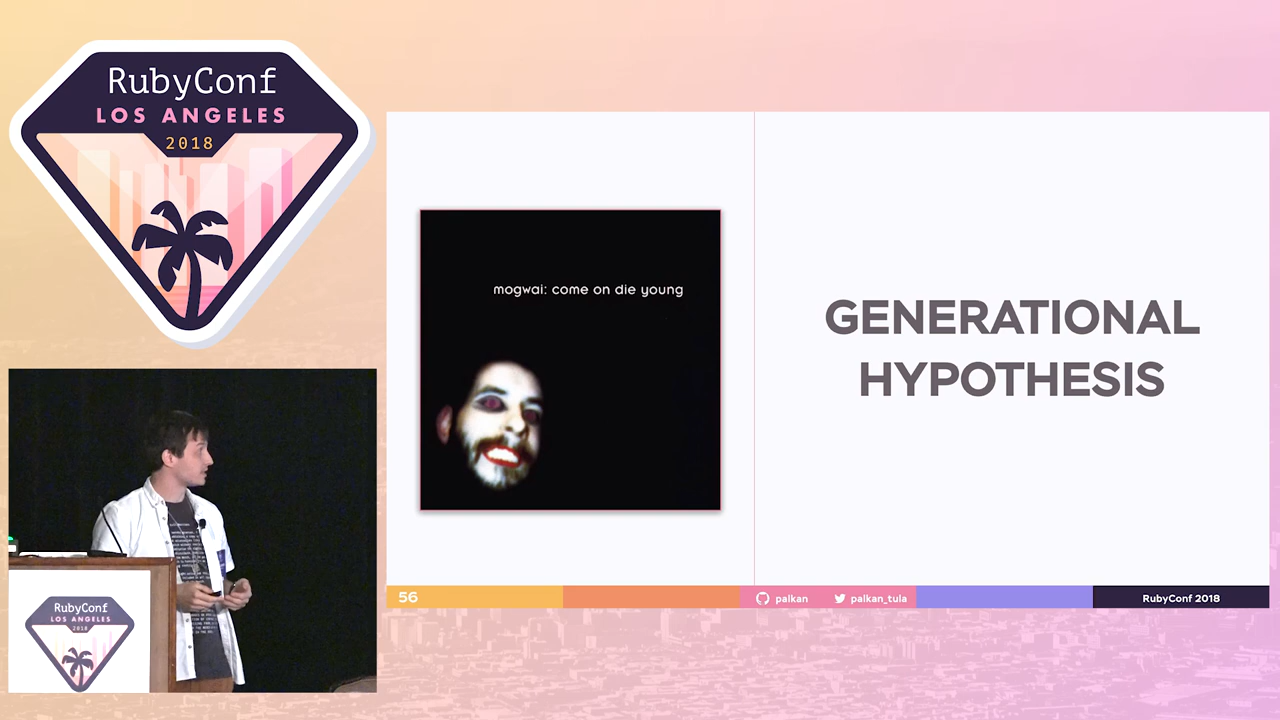 RubyConf
LOS ANGELES
2018
mogwai: come on die young
GENERATIONAL
HYPOTHESIS
56
palkan
palkan_tula
RubyConf 2018
RubyConf
LOS ANGELES
2018